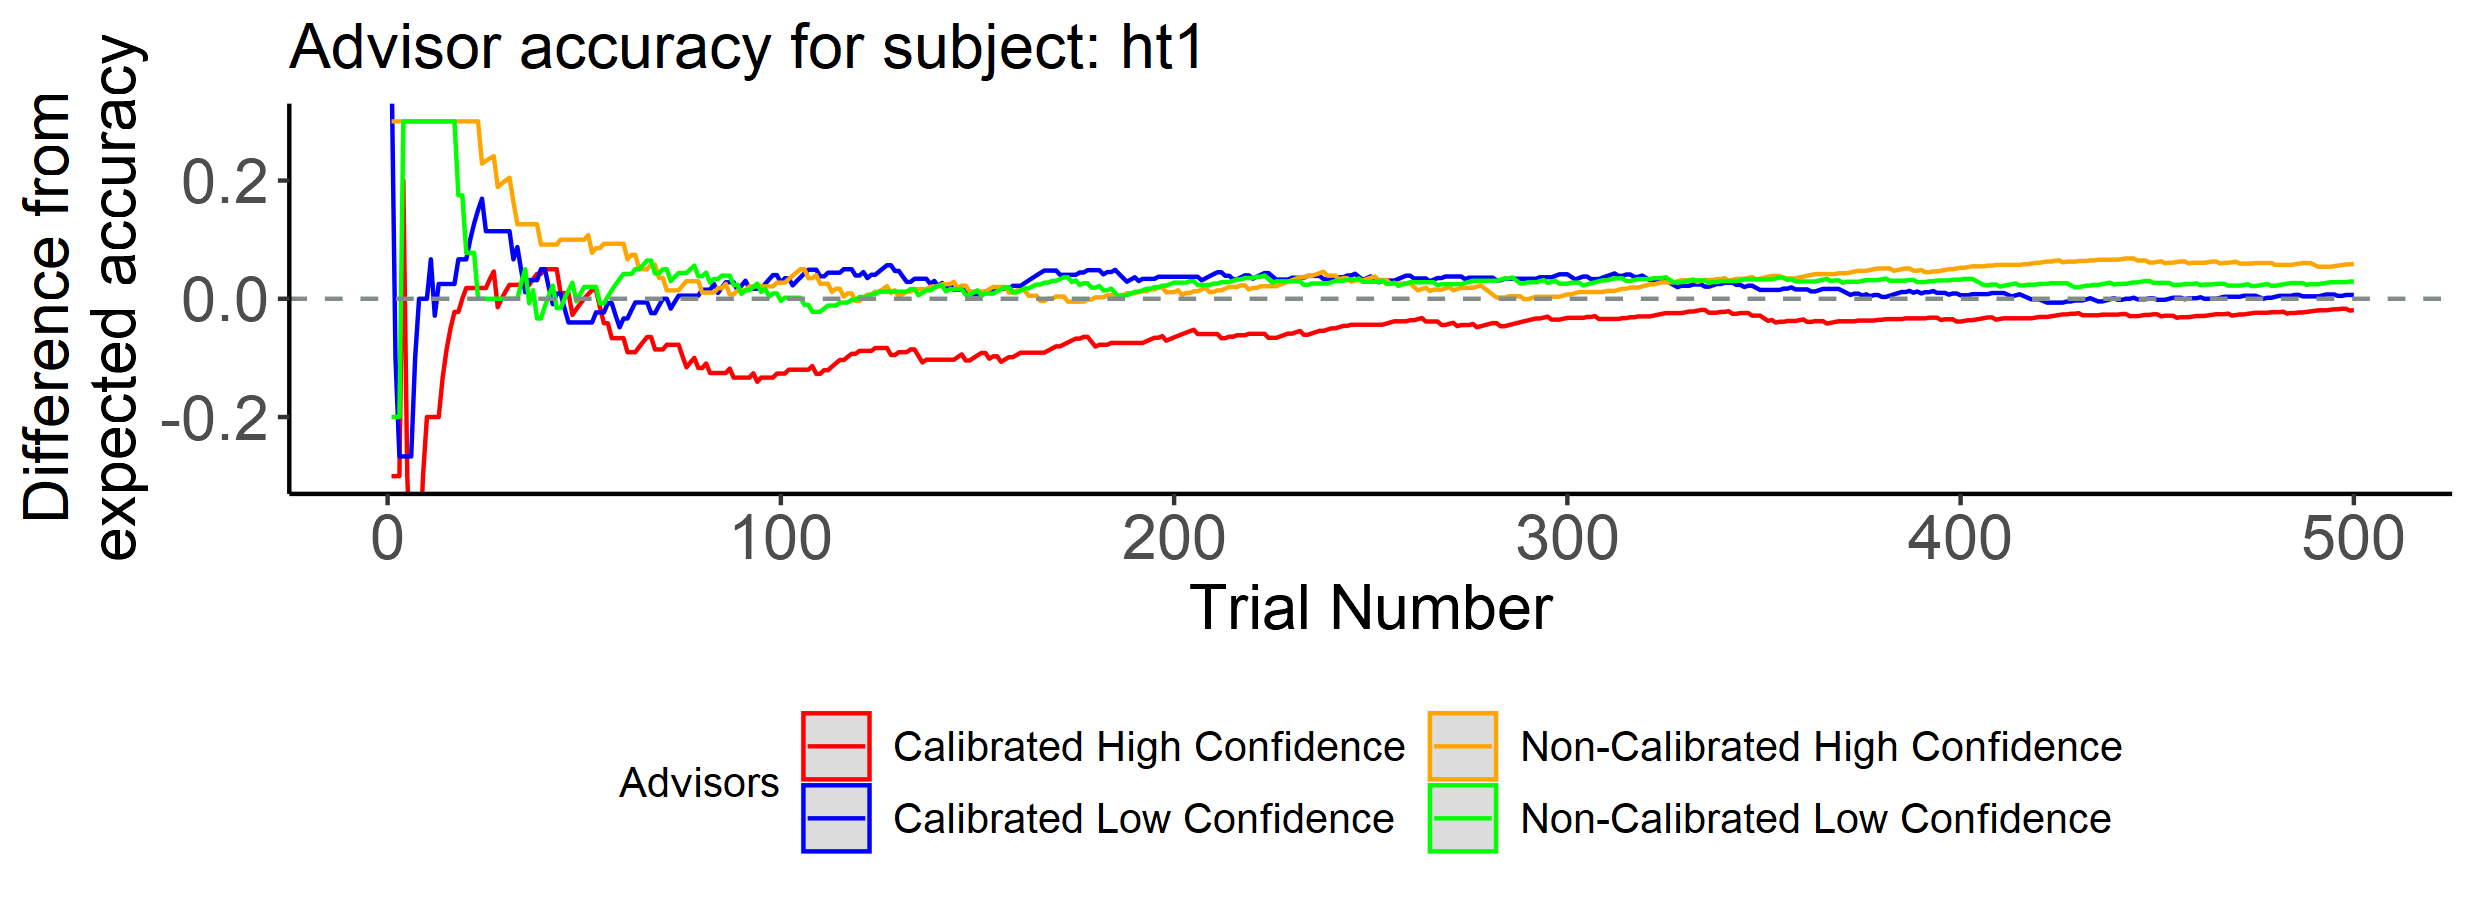 Advisor accuracy for subject: ht1
Difference from
expected accuracy
0.2
0.0
-0.2
0 100 200 300 400 500
Trial Number
Advisors
Calibrated High Confidence
Non-Calibrated High Confidence
Calibrated Low Confidence
Non-Calibrated Low Confidence